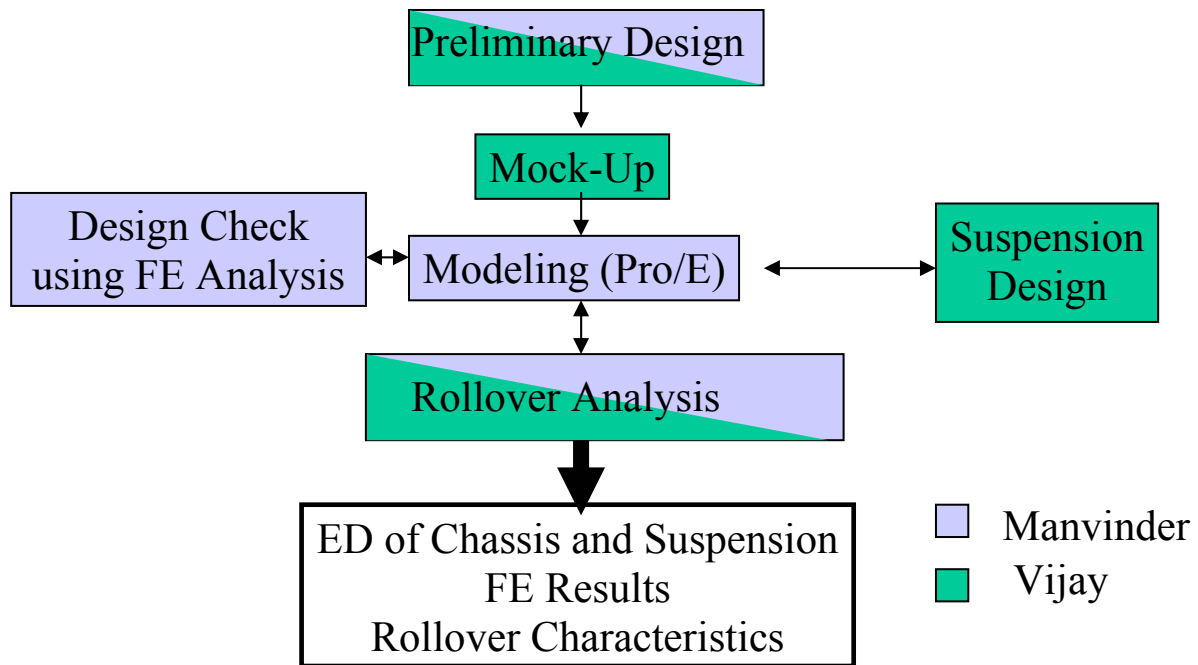 Preliminary Design
Mock-Up
Design Check
using FE Analysis
Modeling (Pro/E)
Suspension
Design
Rollover Analysis
ED of Chassis and Suspension
FE Results
Rollover Characteristics
Manvinder
Vijay